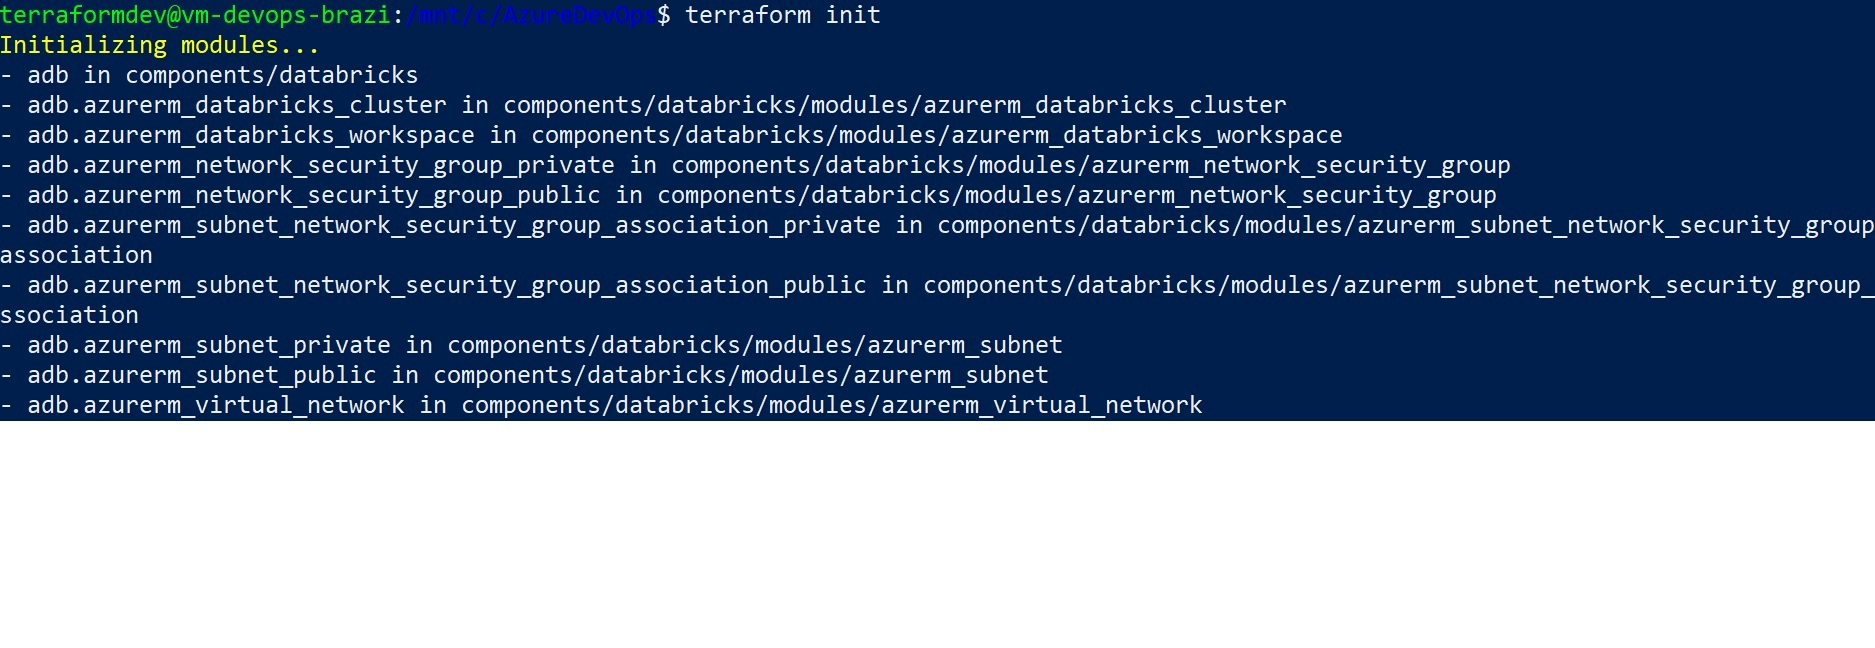 terraformdev@vm-devops-brazi:/mnt/c/AzureDevOps$ terraform init
Initializing modules...
- adb in components/databricks
- adb.azurerm_databricks_cluster in components/databricks/modules/azurerm_databricks_cluster
- adb.azurerm_databricks_workspace in components/databricks/modules/azurerm_databricks_workspace
- adb.azurerm_network_security_group_private in components/databricks/modules/azurerm_network_security_group
- adb.azurerm_network_security_group_public in components/databricks/modules/azurerm_network_security_group
- adb.azurerm_subnet_network_security_group_association_private in components/databricks/modules/azurerm_subnet_network_security_group
association
- adb.azurerm_subnet_network_security_group_association_public in components/databricks/modules/azurerm_subnet_network_security_group_
ssociation
- adb.azurerm_subnet_private in components/databricks/modules/azurerm_subnet
- adb.azurerm_subnet_public in components/databricks/modules/azurerm_subnet
- adb.azurerm_virtual_network in components/databricks/modules/azurerm_virtual_network